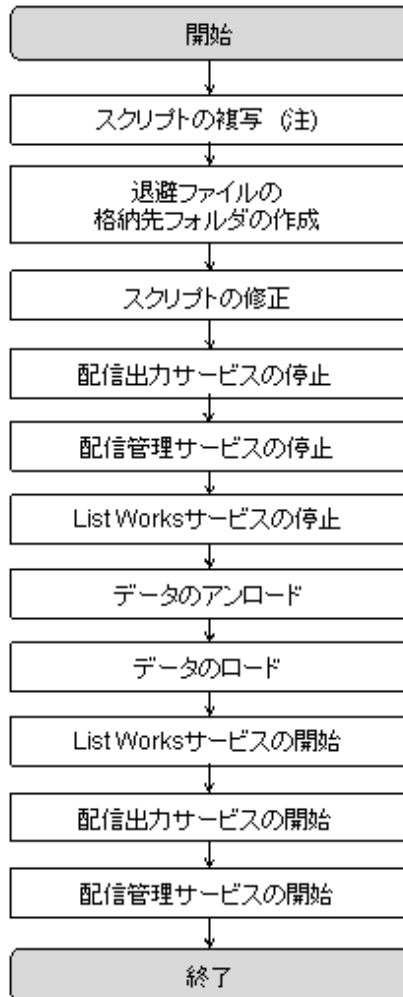 開始
スクリプトの複写 (注)
退避ファイルの
格納先フォルダの作成
スクリプトの修正
配信出力サービスの停止
配信管理サービスの停止
List Worksサービスの停止
データのアンロード
データのロード
List Worksサービスの開始
配信出力サービスの開始
配信管理サービスの開始
終了